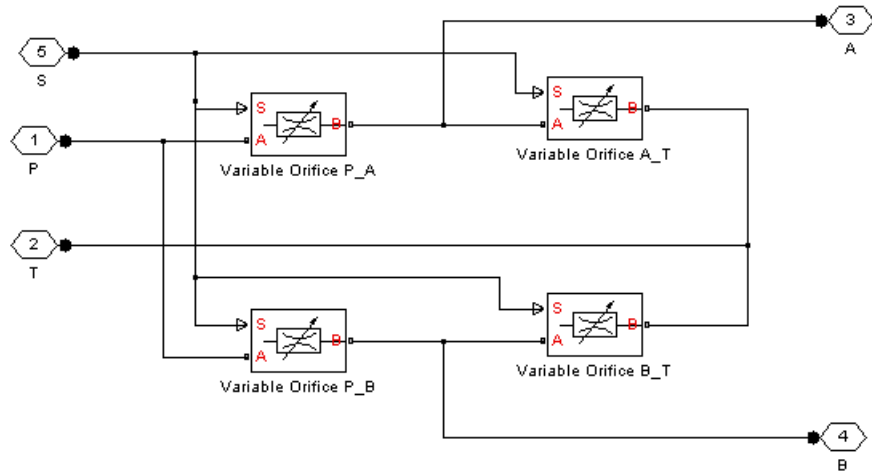 3
A
5
S
S
A
B
Variable Orifice P_A
S
A
B
Variable Orifice A_T
1
P
2
T
S
A
B
Variable Orifice P_B
S
A
B
Variable Orifice B_T
4
B